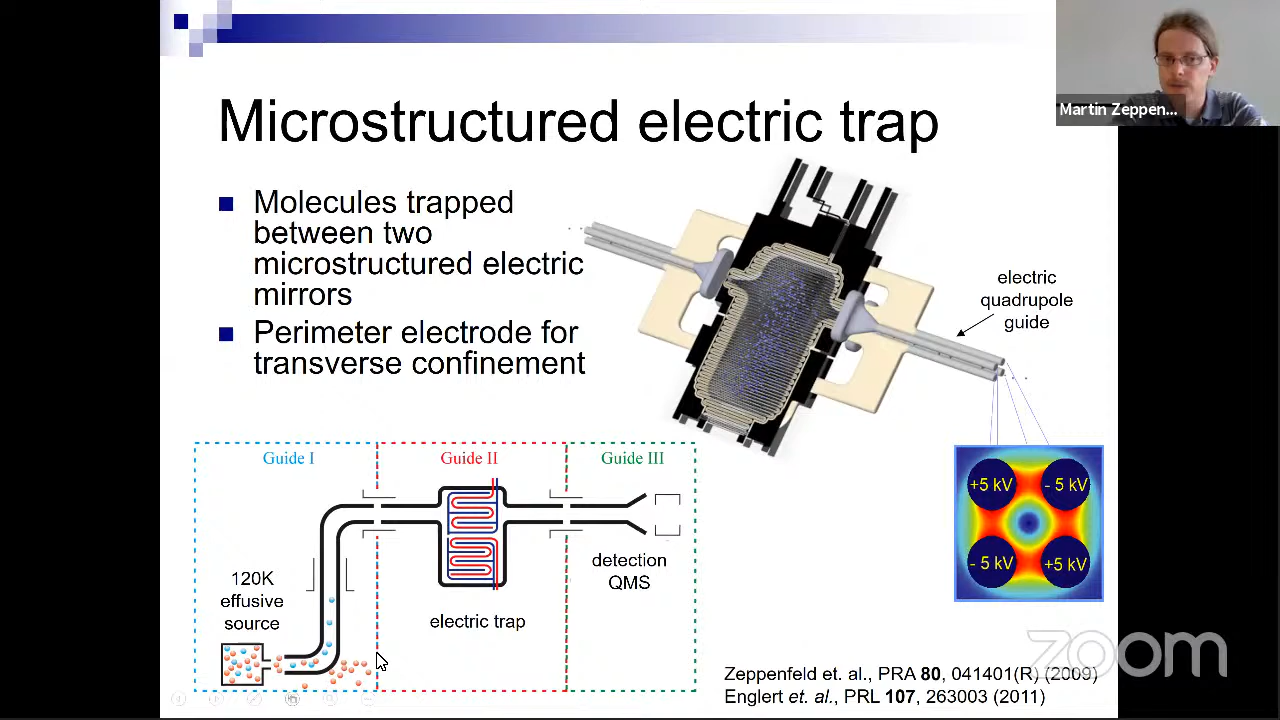 Microstructured electric trap
Martin Zeppen...
Molecules trapped
between two
microstructured electric
mirrors
Perimeter electrode for
transverse confinement
electric
quadrupole
guide
Guide I
Guide II
Guide III
120K
effusive
source
electric trap
detection
QMS
+5 kV
- 5 kV
- 5 kV
+5 kV
zoom
Zeppenfeld et. al., PRA 80, 041401(R) (2009)
Englert et. al., PRL 107, 263003 (2011)